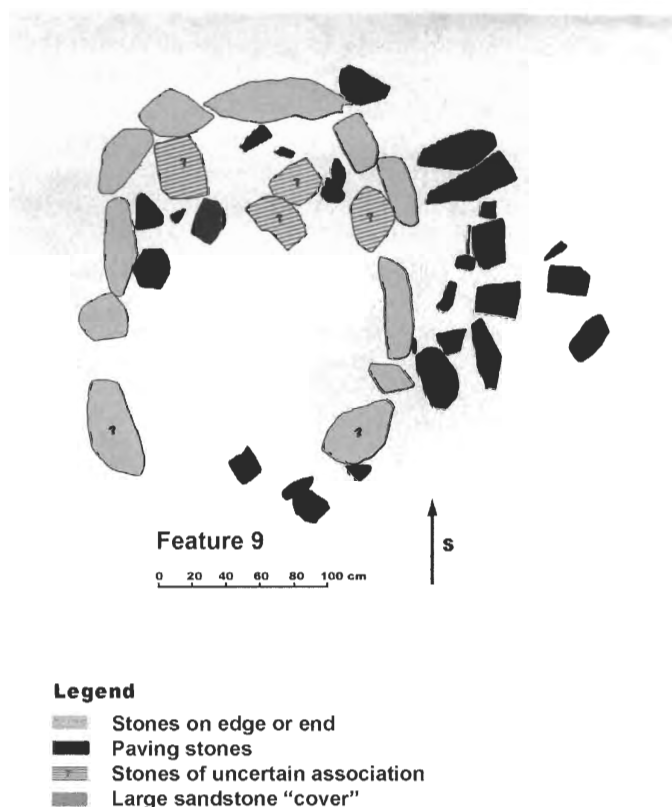 ?
?
?
?
?
?
Feature 9
S
0 20 40 60 80 100 cm
Legend
Stones on edge or end
Paving stones
? Stones of uncertain association
Large sandstone “cover”